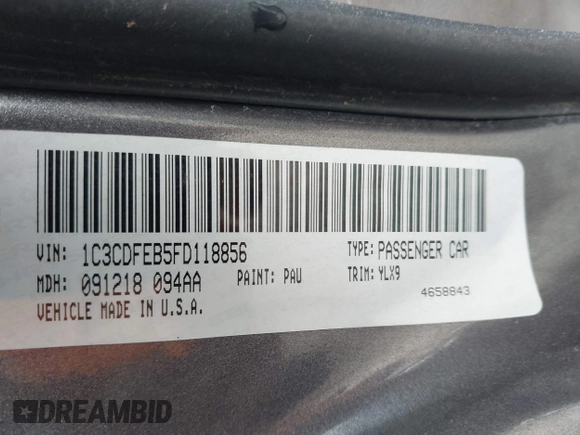 VIN: 1C3CDFEB5FD118856 TYPE: PASSENGER CAR
MDH: 091218 094AA PAINT: PAU TRIM: YLX9
VEHICLE MADE IN U.S.A. 4658843
DREAMBID